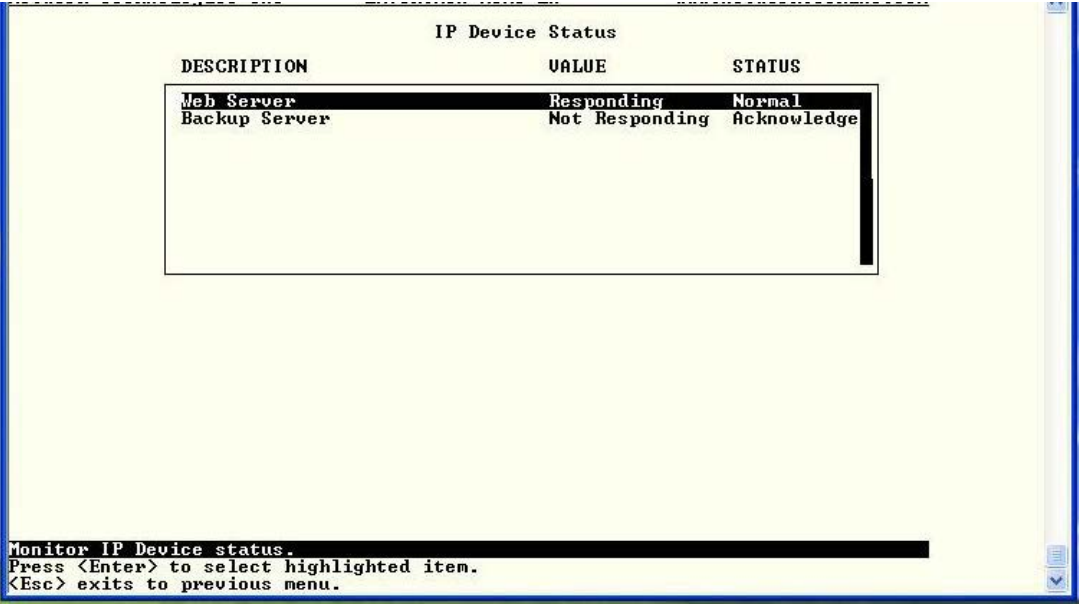 IP Device Status
DESCRIPTION VALUE STATUS
Web Server Responding Normal
Backup Server Not Responding Acknowledge
Monitor IP Device status.
Press <Enter> to select highlighted item.
<Esc> exits to previous menu.